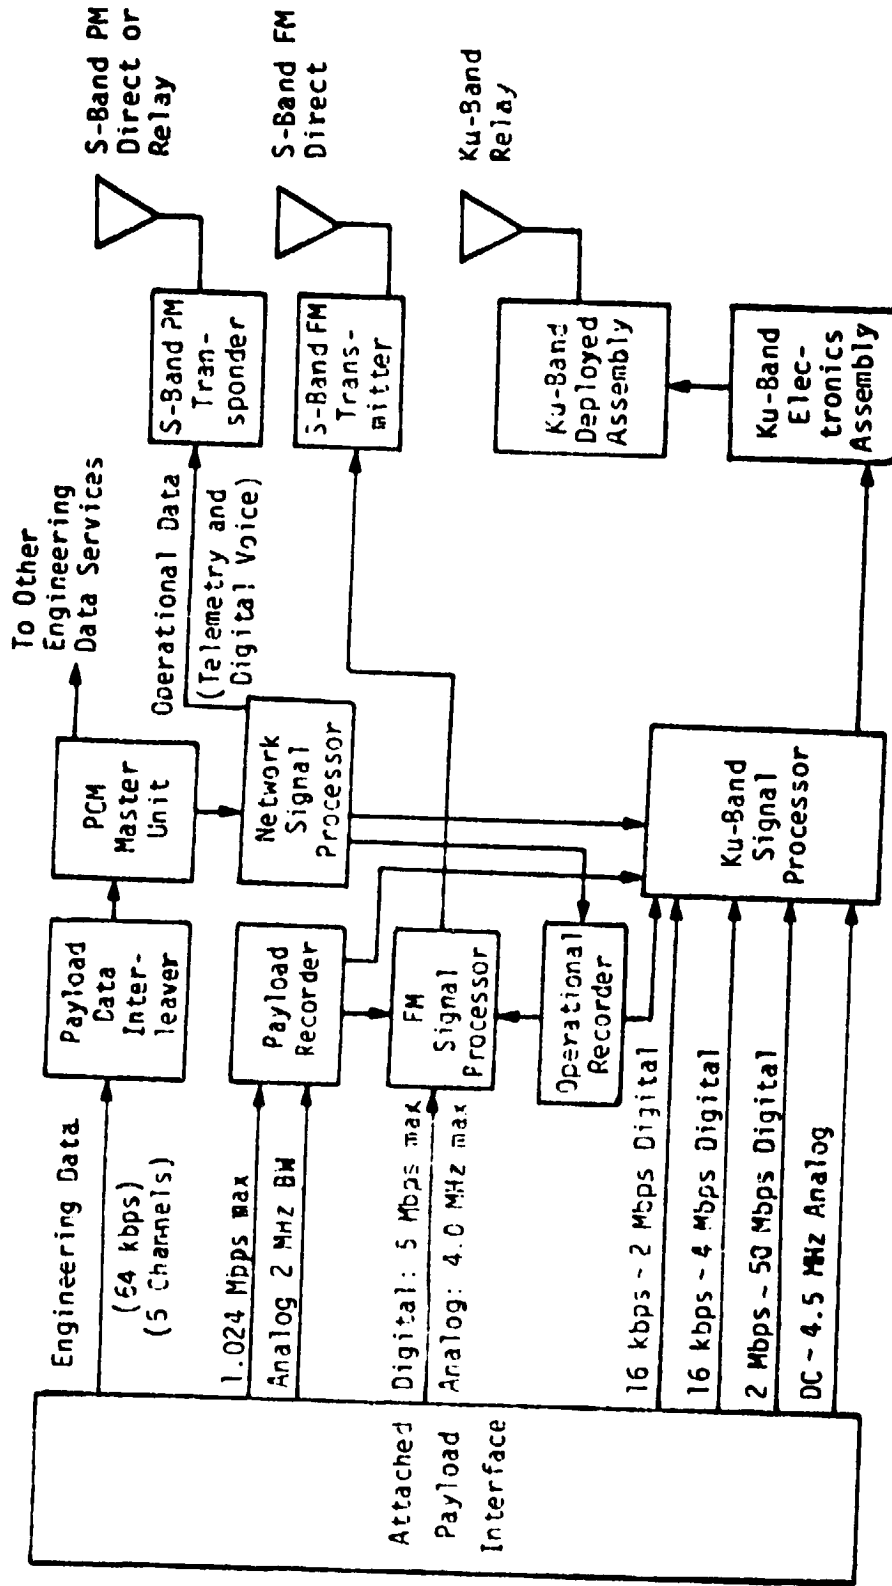 Attached
Payload
Interface
Engineering Data
(64 kbps)
(5 Channels)
1.024 Mbps max
Analog 2 MHz BW
Digital: 5 Mbps max
Analog: 4.0 MHz max
16 kbps - 2 Mbps Digital
16 kbps - 4 Mbps Digital
2 Mbps - 50 Mbps Digital
DC - 4.5 MHz Analog
Payload
Data
Inter-
leaver
Payload
Recorder
FM
Signal
Processor
Operational
Recorder
PCM
Master
Unit
Network
Signal
Processor
Ku-Band
Signal
Processor
To Other
Engineering
Data Services
Operational Data
(Telemetry and
Digital Voice)
S-Band PM
Tran-
sponder
S-Band FM
Trans-
mitter
Ku-Band
Deployed
Assembly
Ku-Band
Elec-
tronics
Assembly
S-Band PM
Direct or
Relay
S-Band FM
Direct
Ku-Band
Relay